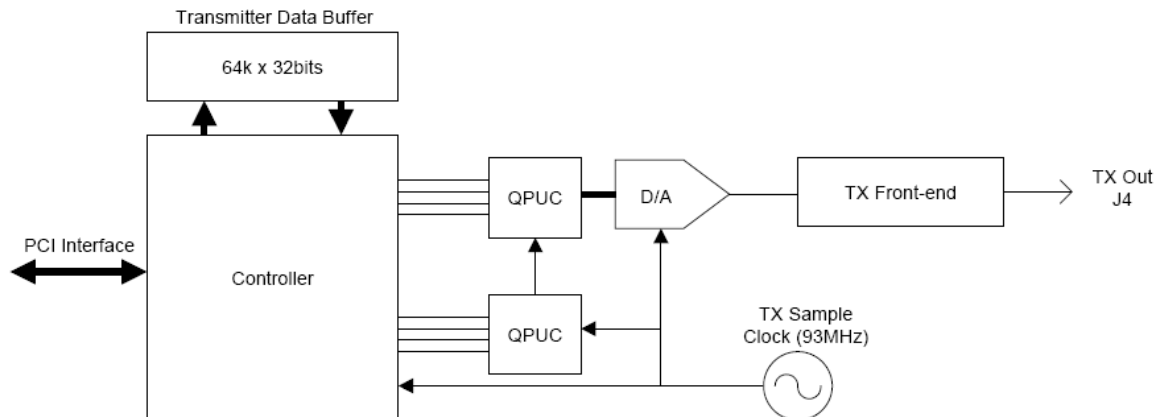 Transmitter Data Buffer
64k x 32bits
QPUC
D/A
TX Front-end
TX Out
J4
PCI Interface
Controller
QPUC
TX Sample
Clock (93MHz)